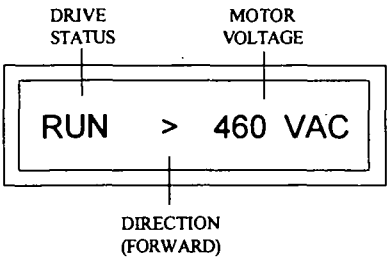 DRIVE
STATUS
MOTOR
VOLTAGE
RUN > 460 VAC
DIRECTION
(FORWARD)